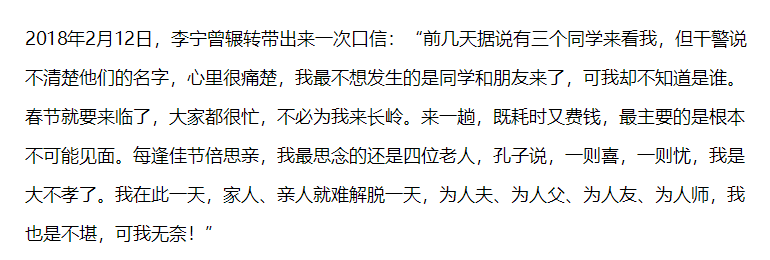 2018年2月12日，李宁曾辗转带出来一次口信：“前几天据说有三个同学来看我，但干警说
不清楚他们的名字，心里很痛楚，我最不想发生的是同学和朋友来了，可我却不知道是谁。
春节就要来临了，大家都很忙，不必为我来长岭。来一趟，既耗时又费钱，最主要的是根本
不可能见面。每逢佳节倍思亲，我最思念的还是四位老人，孔子说，一则喜，一则忧，我是
大不孝了。我在此一天，家人、亲人就难解脱一天，为人夫、为人父、为人友、为人师，我
也是不堪，可我无奈！”